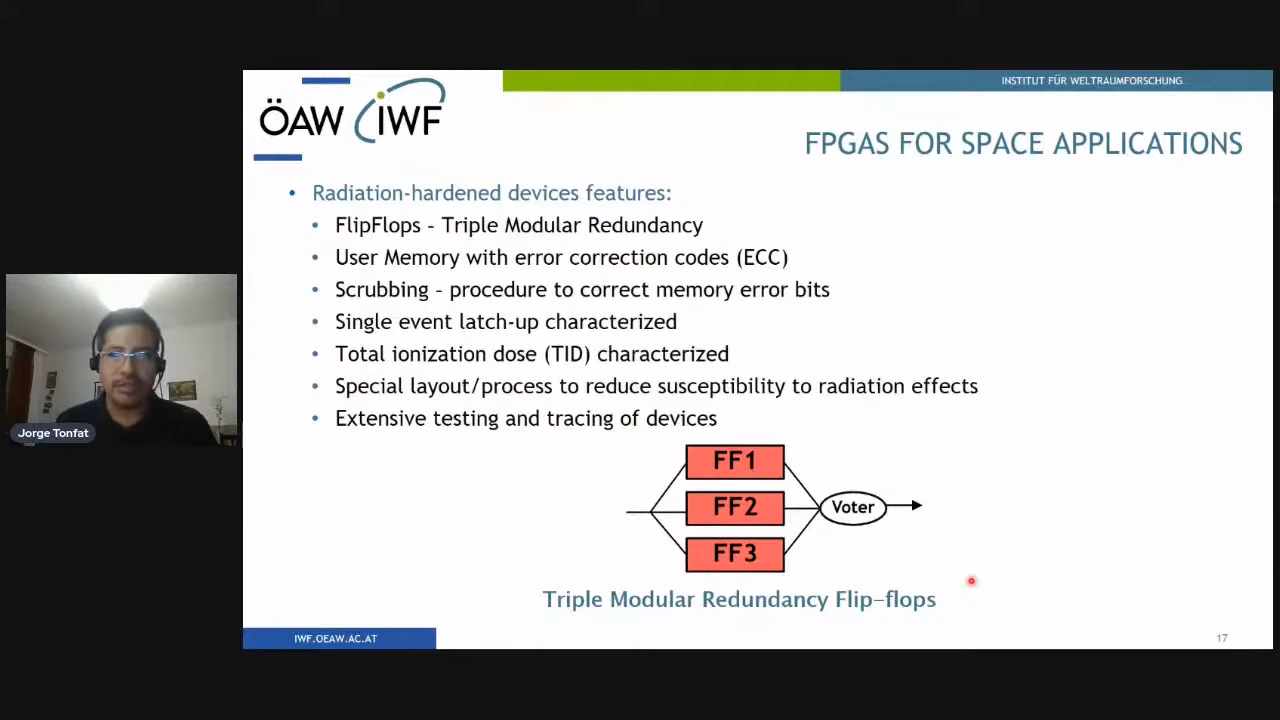 INSTITUT FÜR WELTRAUMFORSCHUNG
ÖAW IWF
FPGAS FOR SPACE APPLICATIONS
• Radiation-hardened devices features:
• FlipFlops - Triple Modular Redundancy
• User Memory with error correction codes (ECC)
• Scrubbing – procedure to correct memory error bits
• Single event latch-up characterized
• Total ionization dose (TID) characterized
• Special layout/process to reduce susceptibility to radiation effects
• Extensive testing and tracing of devices
FF1
FF2
Voter
FF3
Triple Modular Redundancy Flip-flops
Jorge Tonfat
IWF.OEAW.AC.AT
17